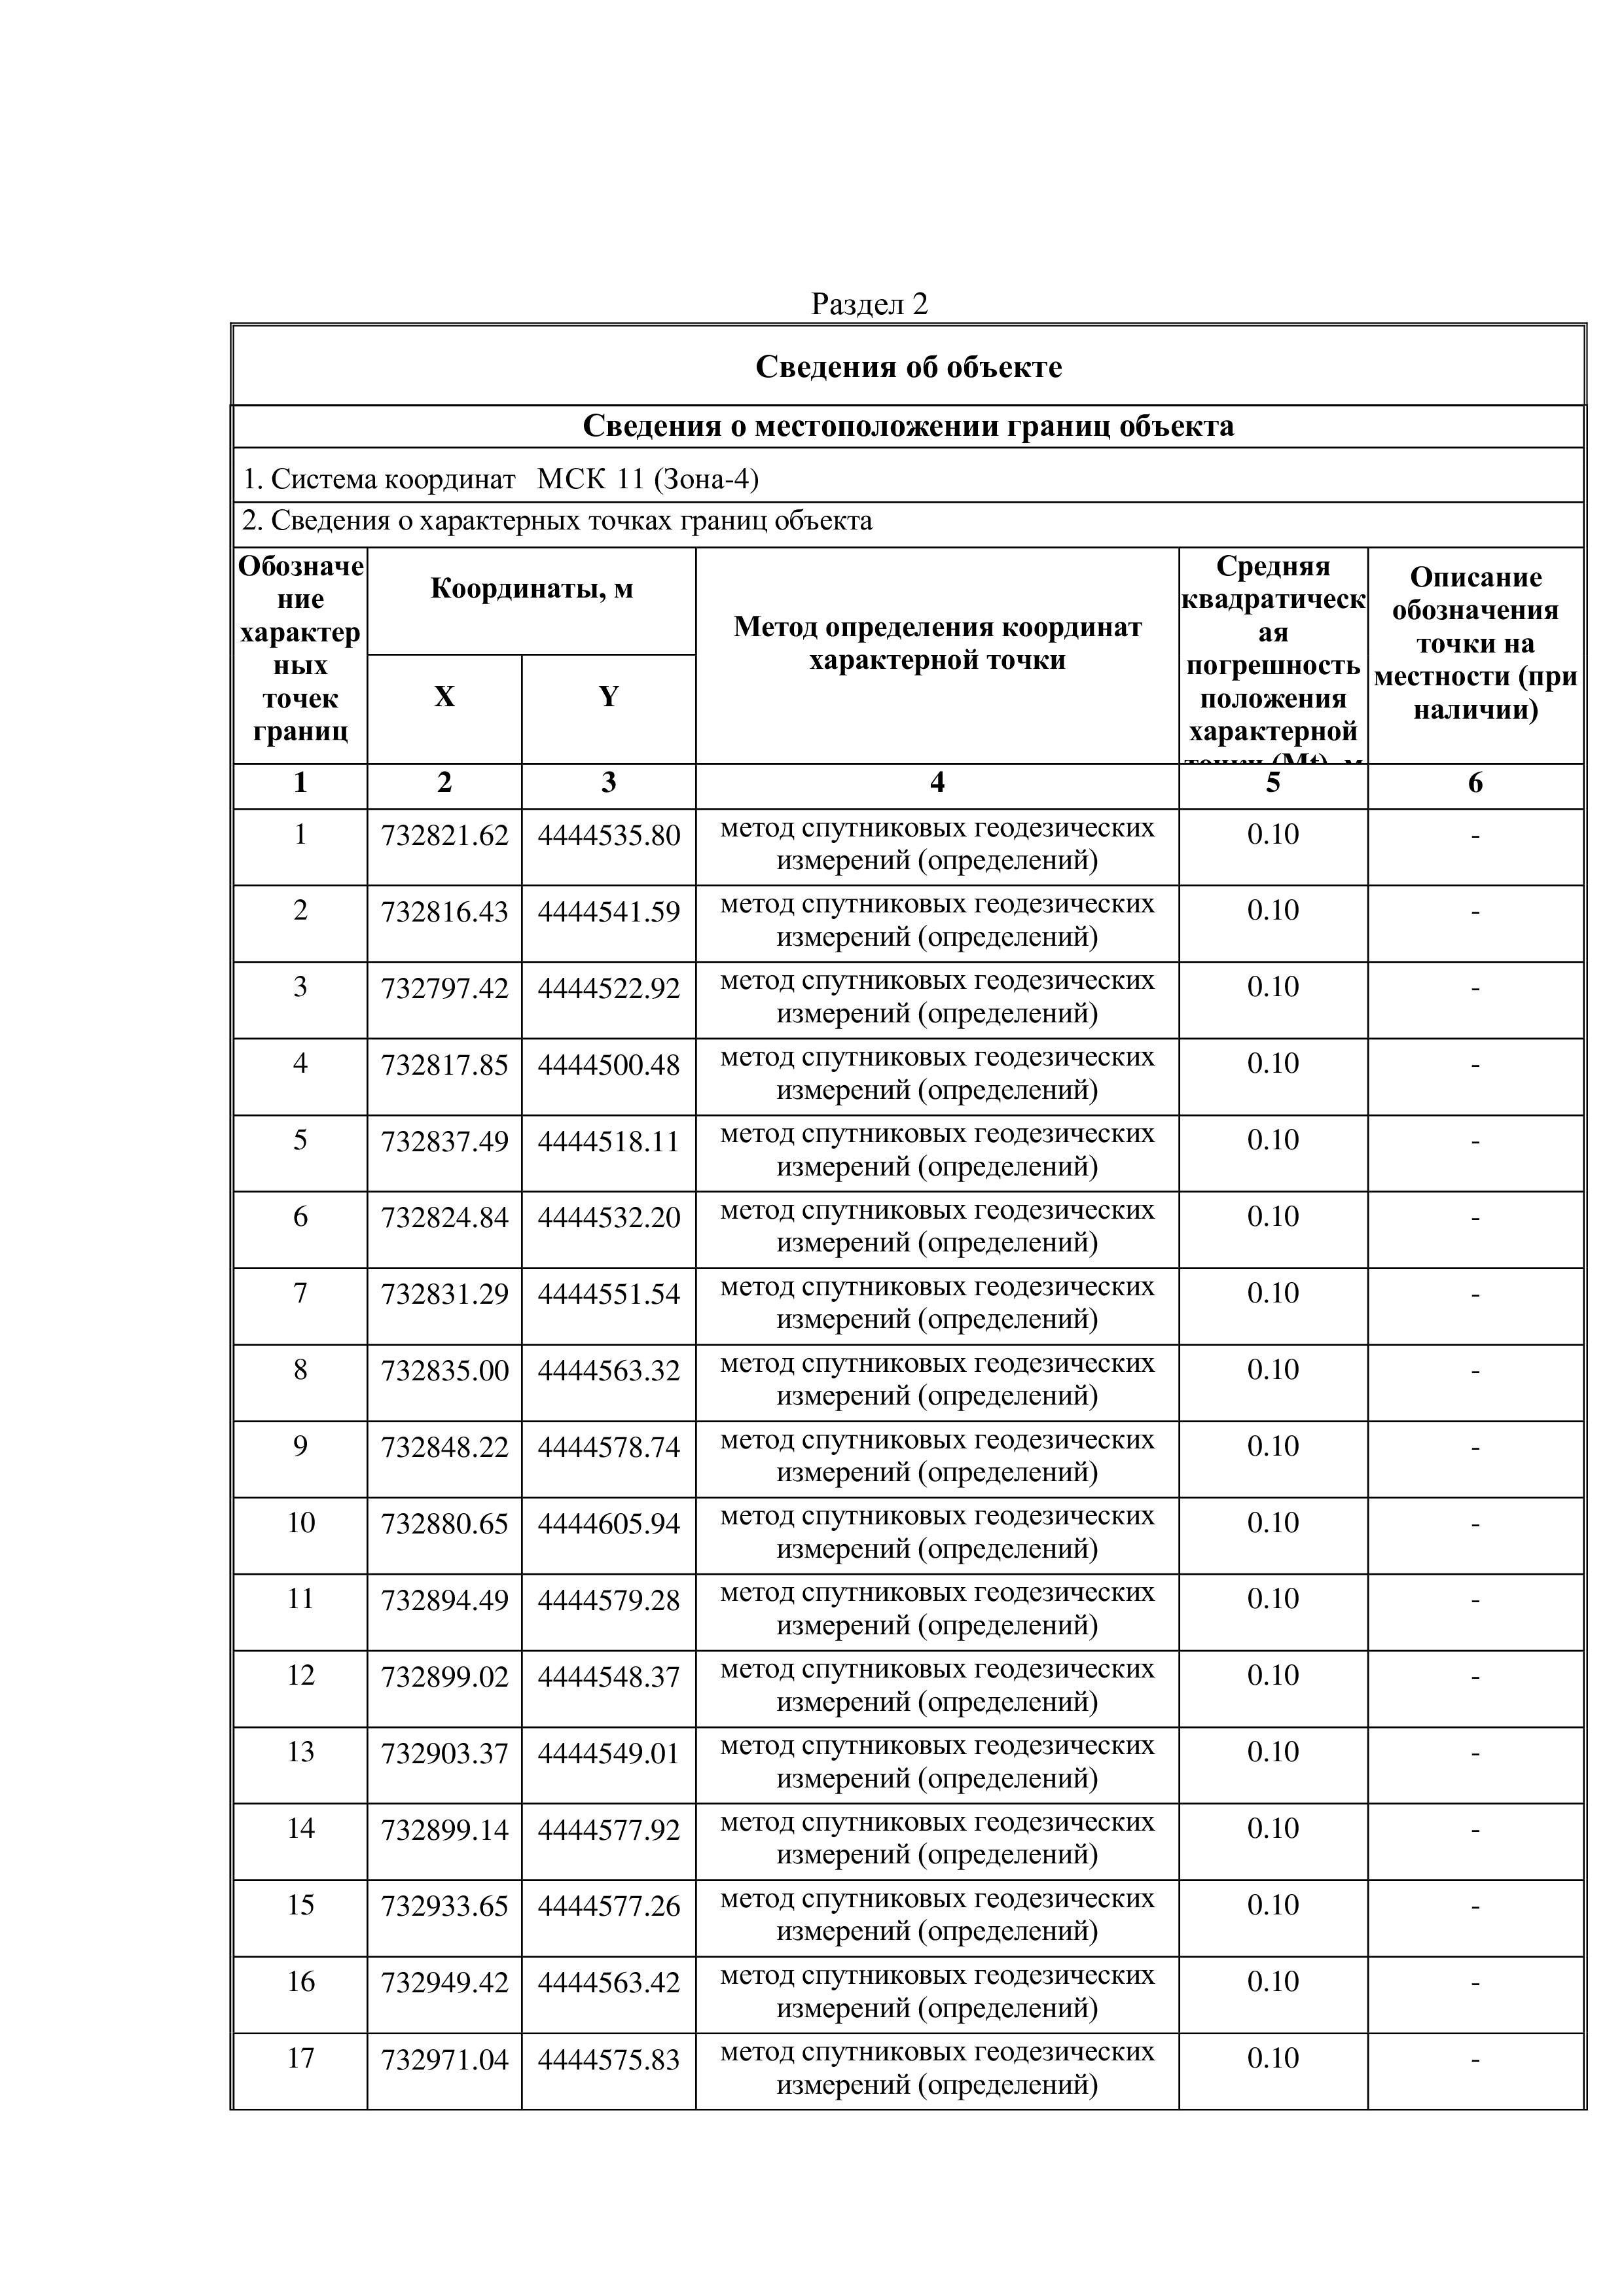 Раздел 2
Сведения об объекте
Сведения о местоположении границ объекта
1. Система координат МСК 11 (Зона-4)
2. Сведения о характерных точках границ объекта
Обозначе
ние
характер
ных
точек
границ
Координаты, м
X
Y
Метод определения координат
характерной точки
Средняя
квадратическ
ая
погрешность
положения
характерной
точки (Mt), м
Описание
обозначения
точки на
местности (при
наличии)
1 2 3 4 5 6
1 732821.62 4444535.80 метод спутниковых геодезических 0.10 -
измерений (определений)
2 732816.43 4444541.59 метод спутниковых геодезических 0.10 -
измерений (определений)
3 732797.42 4444522.92 метод спутниковых геодезических 0.10 -
измерений (определений)
4 732817.85 4444500.48 метод спутниковых геодезических 0.10 -
измерений (определений)
5 732837.49 4444518.11 метод спутниковых геодезических 0.10 -
измерений (определений)
6 732824.84 4444532.20 метод спутниковых геодезических 0.10 -
измерений (определений)
7 732831.29 4444551.54 метод спутниковых геодезических 0.10 -
измерений (определений)
8 732835.00 4444563.32 метод спутниковых геодезических 0.10 -
измерений (определений)
9 732848.22 4444578.74 метод спутниковых геодезических 0.10 -
измерений (определений)
10 732880.65 4444605.94 метод спутниковых геодезических 0.10 -
измерений (определений)
11 732894.49 4444579.28 метод спутниковых геодезических 0.10 -
измерений (определений)
12 732899.02 4444548.37 метод спутниковых геодезических 0.10 -
измерений (определений)
13 732903.37 4444549.01 метод спутниковых геодезических 0.10 -
измерений (определений)
14 732899.14 4444577.92 метод спутниковых геодезических 0.10 -
измерений (определений)
15 732933.65 4444577.26 метод спутниковых геодезических 0.10 -
измерений (определений)
16 732949.42 4444563.42 метод спутниковых геодезических 0.10 -
измерений (определений)
17 732971.04 4444575.83 метод спутниковых геодезических 0.10 -
измерений (определений)